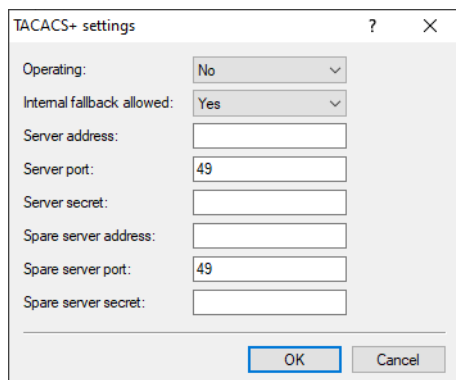 TACACS+ settings ?
Operating: No
Internal fallback allowed: Yes
Server address:
Server port: 49
Server secret:
Spare server address:
Spare server port: 49
Spare server secret:
OK Cancel